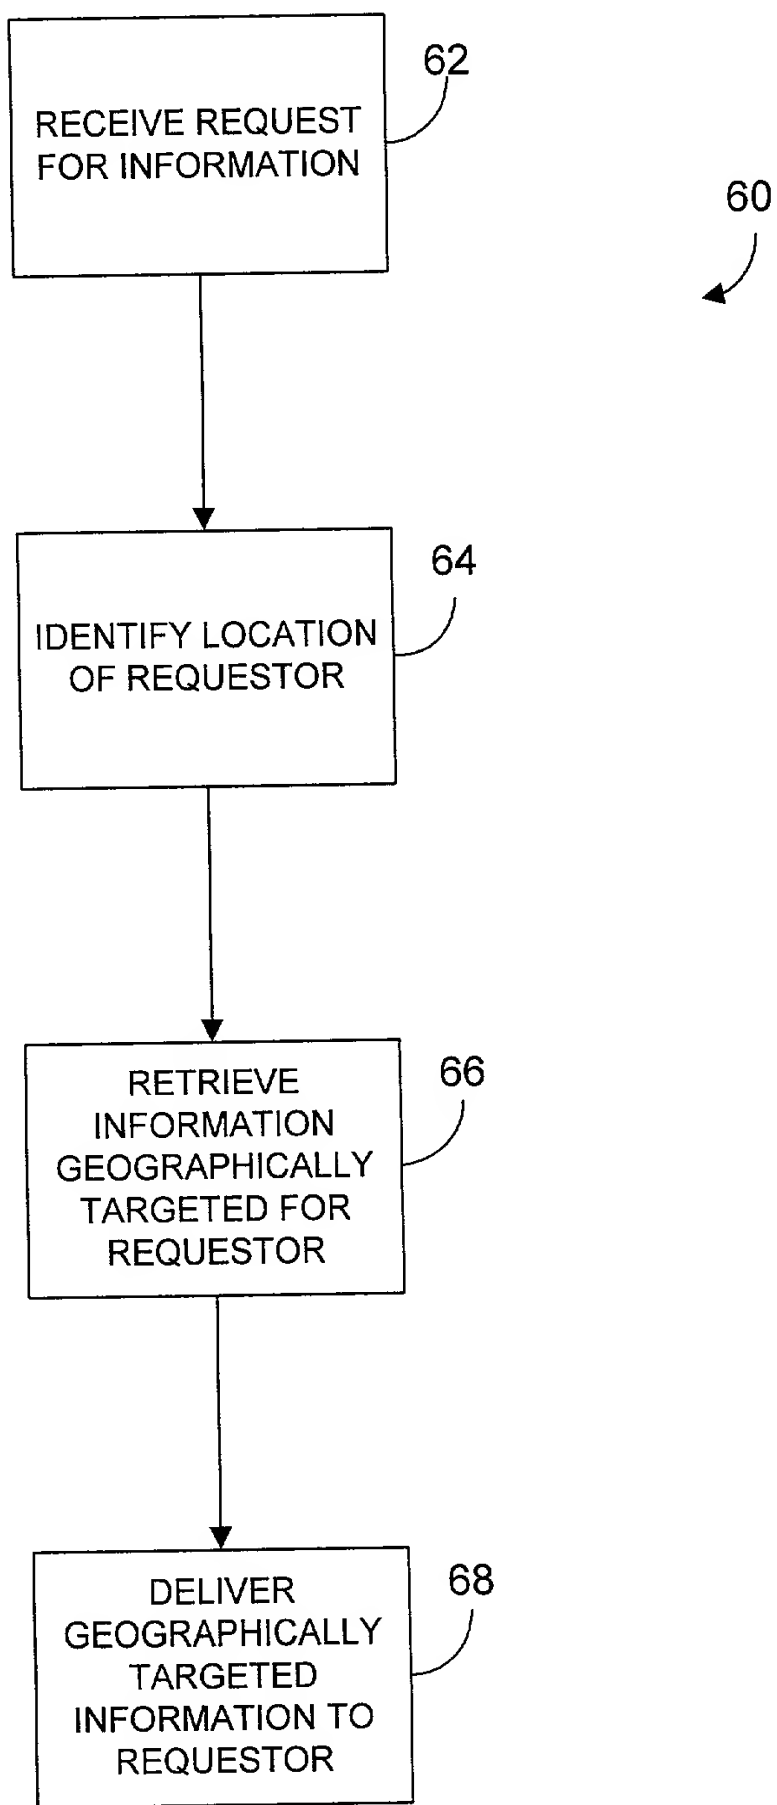 62
RECEIVE REQUEST
FOR INFORMATION
60
64
IDENTIFY LOCATION
OF REQUESTOR
66
RETRIEVE
INFORMATION
GEOGRAPHICALLY
TARGETED FOR
REQUESTOR
68
DELIVER
GEOGRAPHICALLY
TARGETED
INFORMATION TO
REQUESTOR